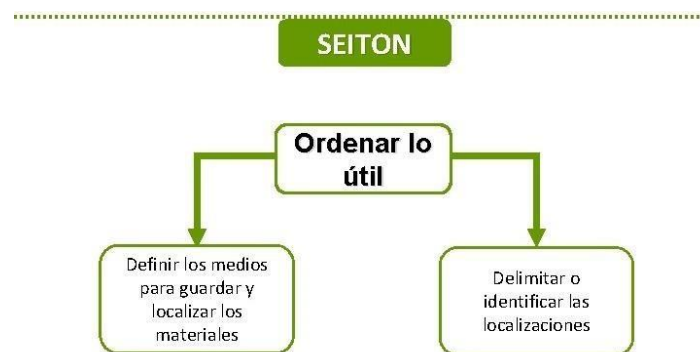 SEITON
Ordenar lo
útil
Definir los medios
para guardar y
localizar los
materiales
Delimitar o
identificar las
localizaciones